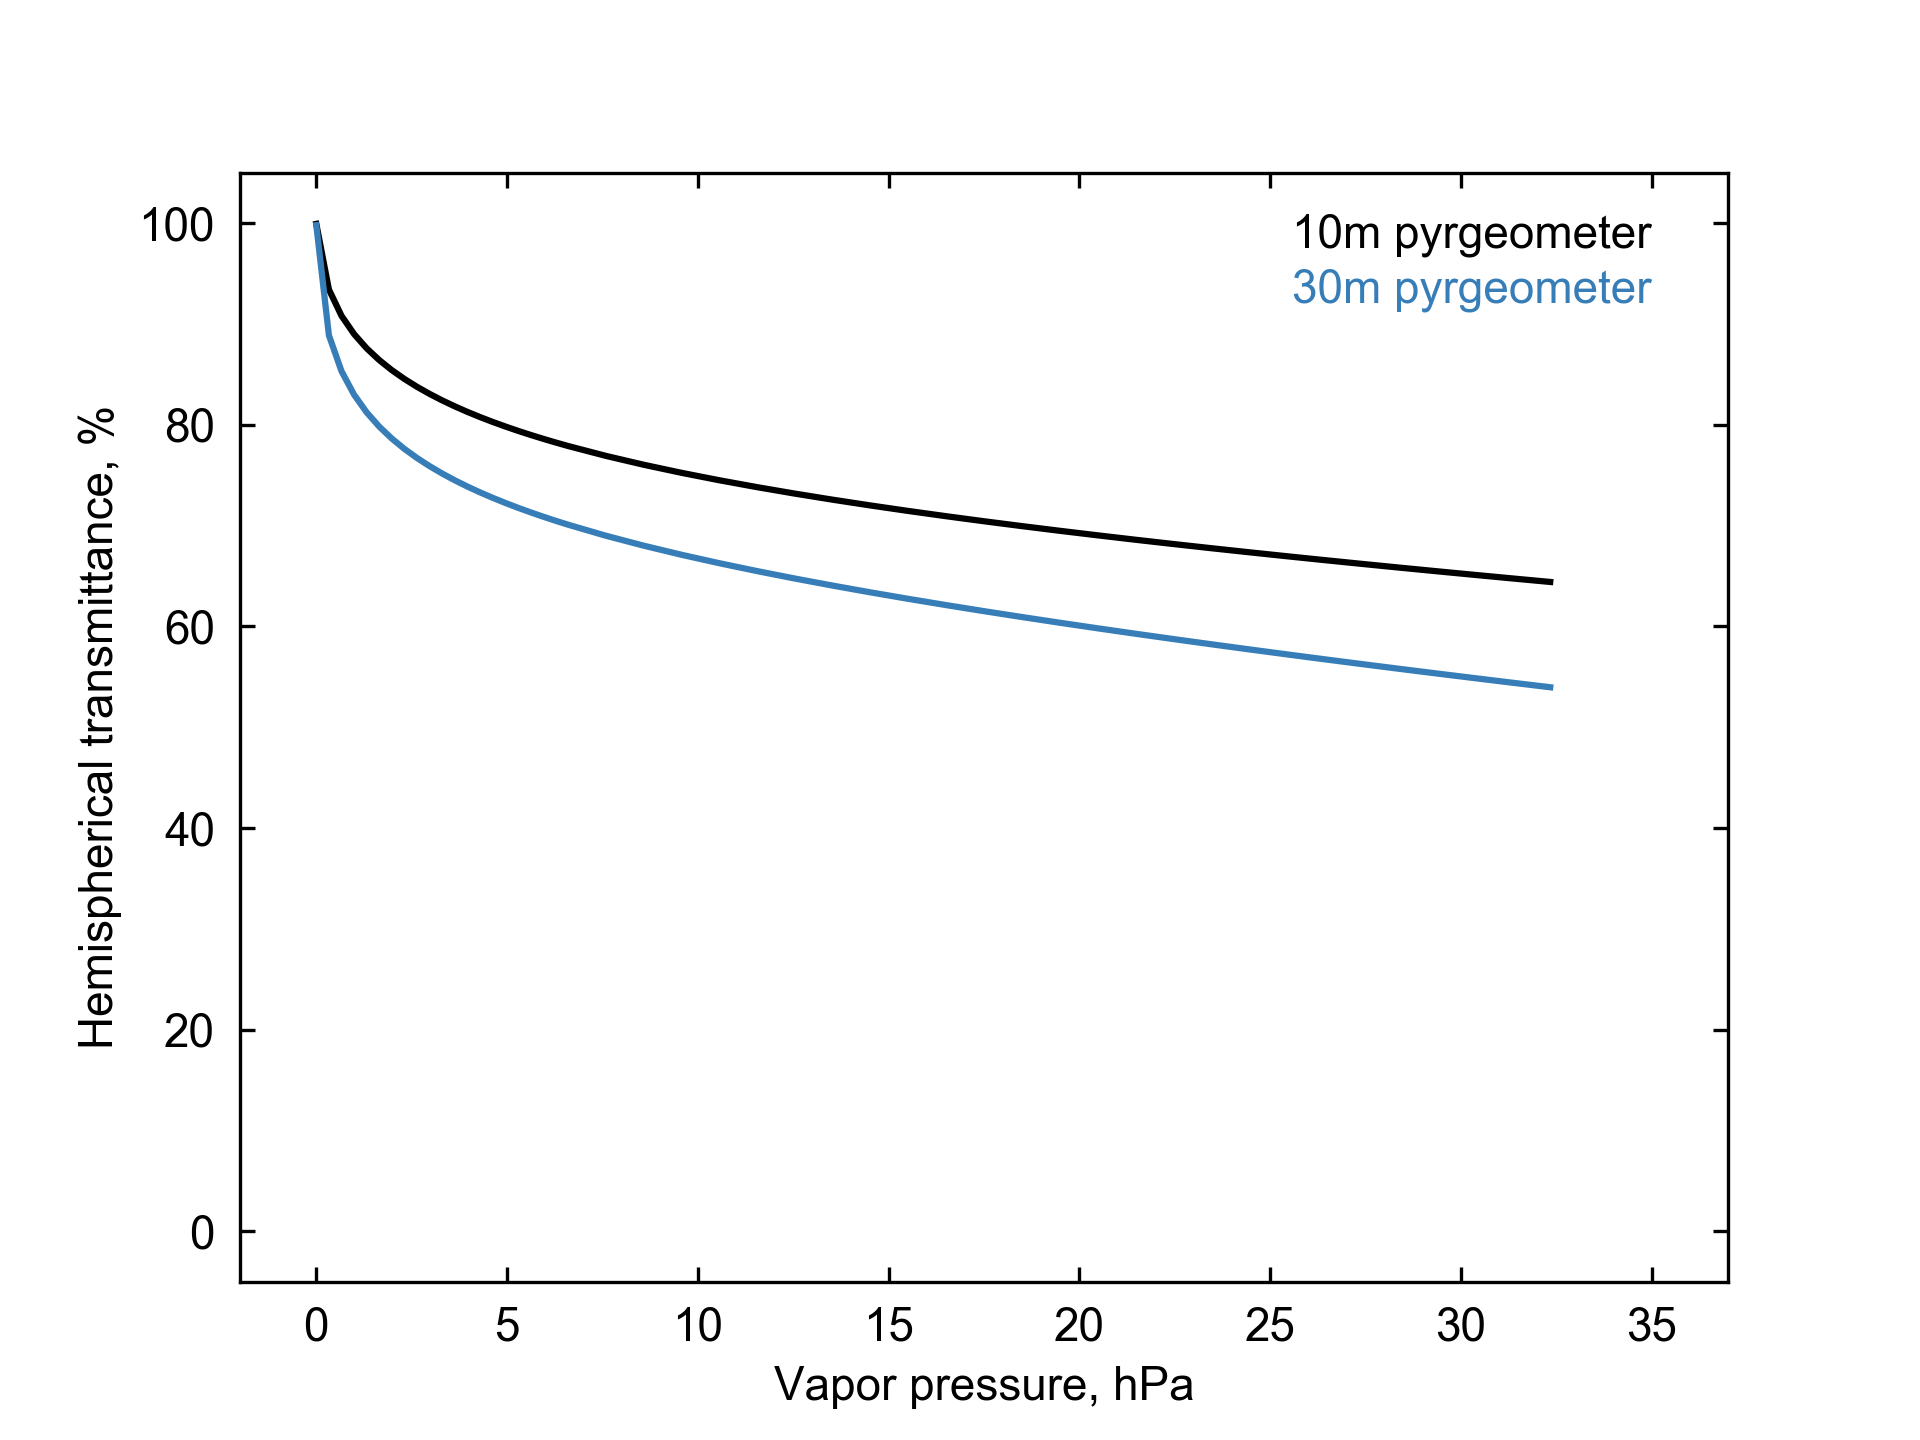 10m pyrgeometer
30m pyrgeometer
Hemispherical transmittance, %
100
80
60
40
20
0
0 5 10 15 20 25 30 35
Vapor pressure, hPa